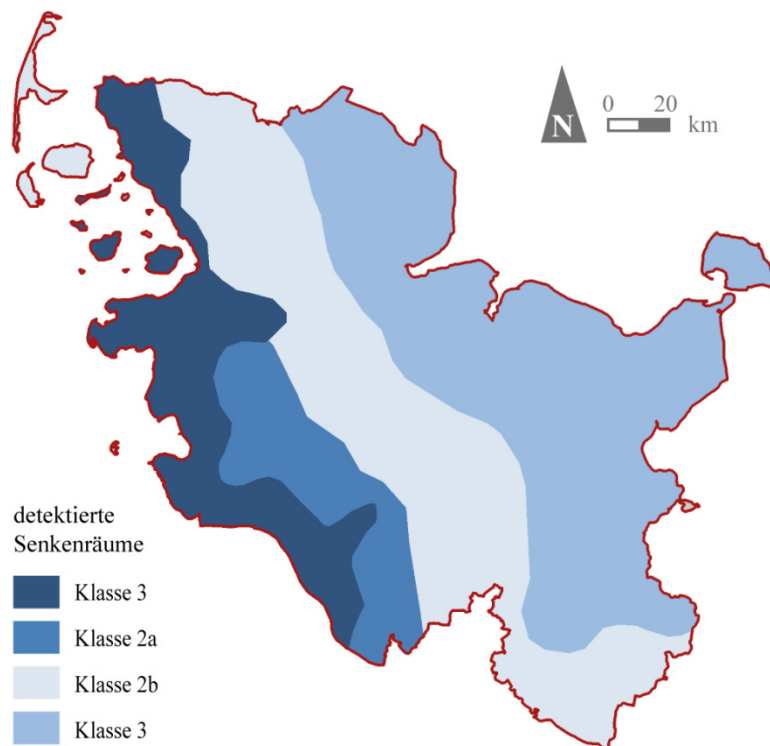 0 20
N
km
detektierte
Senkenräume
Klasse 3
Klasse 2a
Klasse 2b
Klasse 3